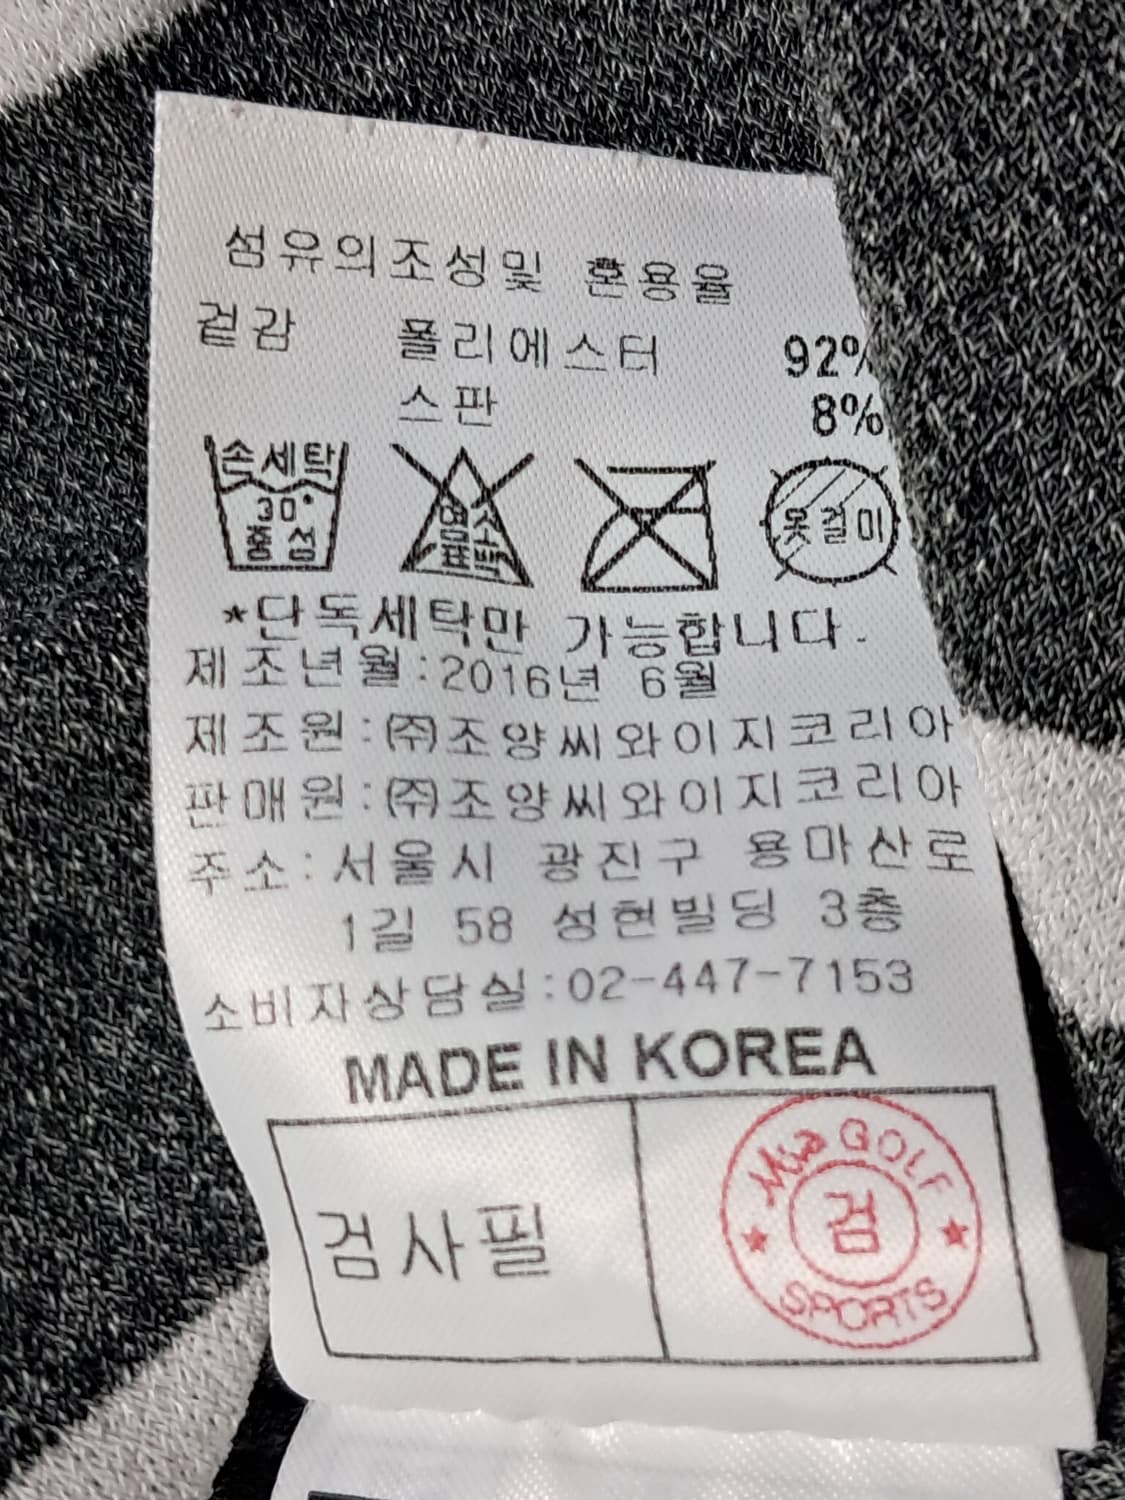 섬유의조성및 혼용율
겉감 폴리에스터 92%
스판 8%
손세탁
30°
중성
염소
표백
옷걸이
*단독세탁만 가능합니다.
제조년월:2016년 6월
제조원:㈜조양씨와이지코리아
판매원:㈜조양씨와이지코리아
주소:서울시 광진구 용마산로
1길 58 성현빌딩 3층
소비자상담실:02-447-7153
MADE IN KOREA
검사필
GOLF
검
SPORTS